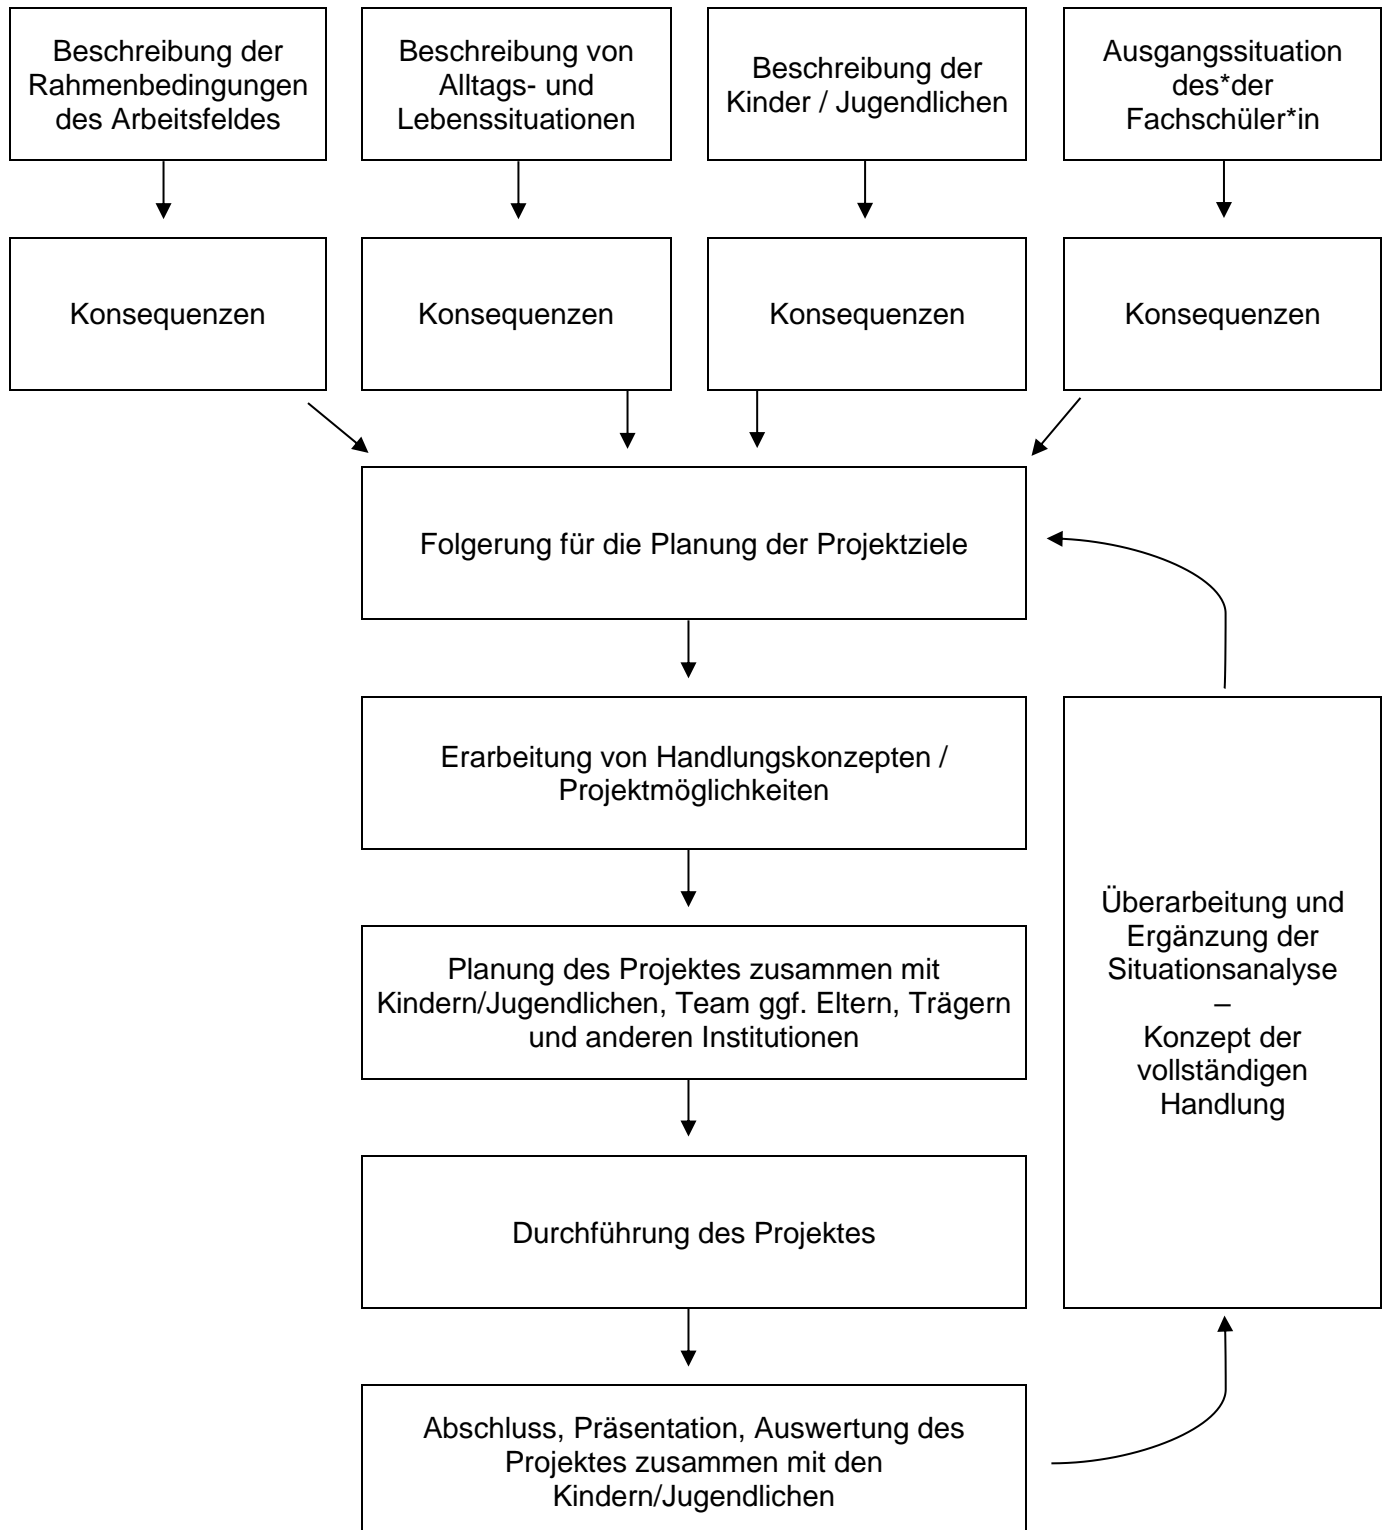 Beschreibung der
Rahmenbedingungen
des Arbeitsfeldes
Beschreibung von
Alltags- und
Lebenssituationen
Beschreibung der
Kinder / Jugendlichen
Ausgangssituation
des*der
Fachschüler*in
Konsequenzen
Konsequenzen
Konsequenzen
Konsequenzen
Folgerung für die Planung der Projektziele
Erarbeitung von Handlungskonzepten /
Projektmöglichkeiten
Planung des Projektes zusammen mit
Kindern/Jugendlichen, Team ggf. Eltern, Trägern
und anderen Institutionen
Durchführung des Projektes
Abschluss, Präsentation, Auswertung des
Projektes zusammen mit den
Kindern/Jugendlichen
Überarbeitung und
Ergänzung der
Situationsanalyse
–
Konzept der
vollständigen
Handlung